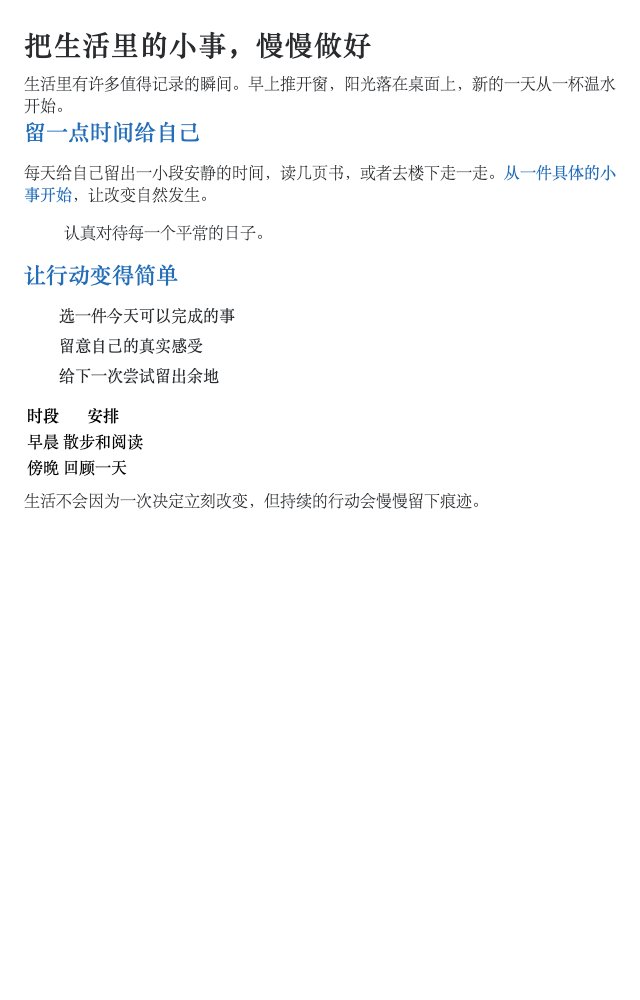 把生活里的小事，慢慢做好
生活里有许多值得记录的瞬间。早上推开窗，阳光落在桌面上，新的一天从一杯温水
开始。
留一点时间给自己
每天给自己留出一小段安静的时间，读几页书，或者去楼下走一走。从一件具体的小
事开始，让改变自然发生。
认真对待每一个平常的日子。
让行动变得简单
选一件今天可以完成的事
留意自己的真实感受
给下一次尝试留出余地
时段 安排
早晨 散步和阅读
傍晚 回顾一天
生活不会因为一次决定立刻改变，但持续的行动会慢慢留下痕迹。